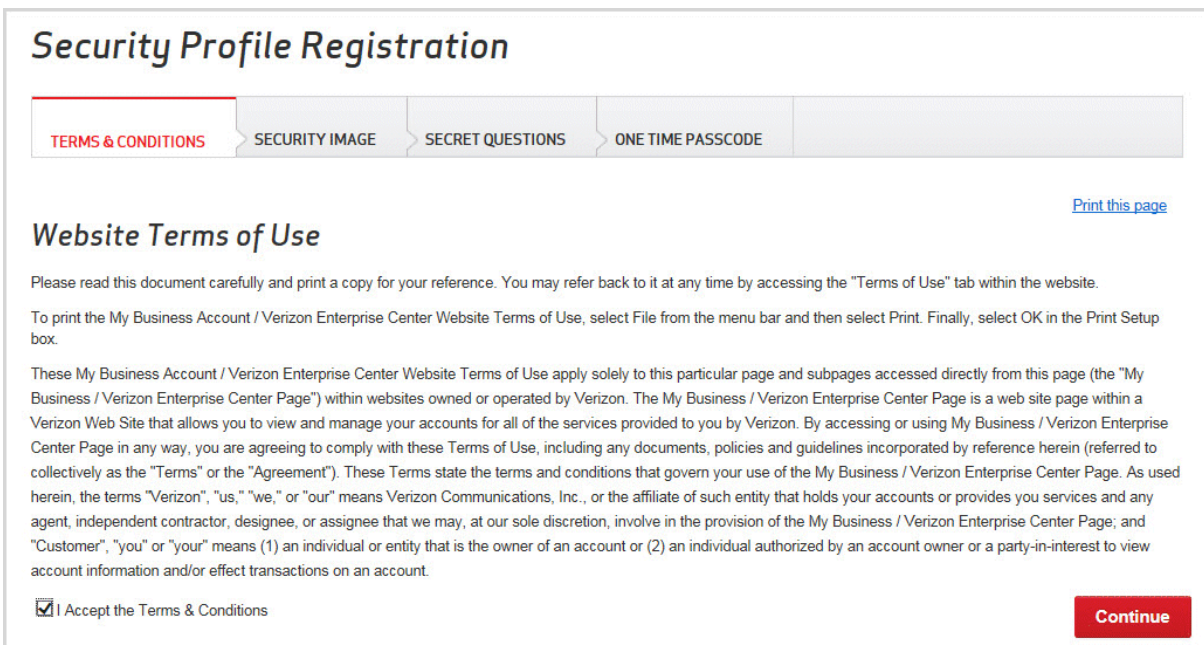 Security Profile Registration
TERMS & CONDITIONS
SECURITY IMAGE
SECRET QUESTIONS
ONE TIME PASSCODE
Print this page
Website Terms of Use
Please read this document carefully and print a copy for your reference. You may refer back to it at any time by accessing the "Terms of Use" tab within the website.
To print the My Business Account / Verizon Enterprise Center Website Terms of Use, select File from the menu bar and then select Print. Finally, select OK in the Print Setup
box.
These My Business Account / Verizon Enterprise Center Website Terms of Use apply solely to this particular page and subpages accessed directly from this page (the "My
Business / Verizon Enterprise Center Page") within websites owned or operated by Verizon. The My Business / Verizon Enterprise Center Page is a web site page within a
Verizon Web Site that allows you to view and manage your accounts for all of the services provided to you by Verizon. By accessing or using My Business / Verizon Enterprise
Center Page in any way, you are agreeing to comply with these Terms of Use, including any documents, policies and guidelines incorporated by reference herein (referred to
collectively as the "Terms" or the "Agreement"). These Terms state the terms and conditions that govern your use of the My Business / Verizon Enterprise Center Page. As used
herein, the terms "Verizon", "us," "we," or "our" means Verizon Communications, Inc., or the affiliate of such entity that holds your accounts or provides you services and any
agent, independent contractor, designee, or assignee that we may, at our sole discretion, involve in the provision of the My Business / Verizon Enterprise Center Page; and
"Customer", "you" or "your" means (1) an individual or entity that is the owner of an account or (2) an individual authorized by an account owner or a party-in-interest to view
account information and/or effect transactions on an account.
I Accept the Terms & Conditions
Continue